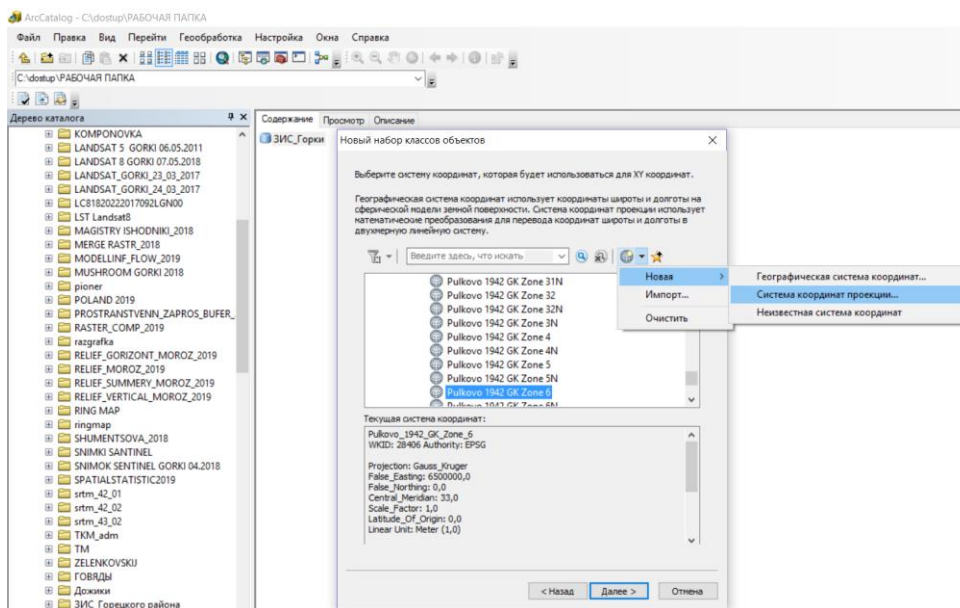 ArcCatalog - C:\dostup\РАБОЧАЯ ПАПКА
Файл Правка Вид Перейти Геообработка Настройка Окна Справка
C:\dostup\РАБОЧАЯ ПАПКА
Дерево каталога
KOMPONOVKA
LANDSAT 5 GORKI 06.05.2011
LANDSAT 8 GORKI 07.05.2018
LANDSAT_GORKI_23_03_2017
LANDSAT_GORKI_24_03_2017
LC81820222017092LGN00
LST Landsat8
MAGISTRY ISHODNIKI_2018
MERGE RASTR_2018
MODELLINF_FLOW_2019
MUSHROOM GORKI 2018
pioner
POLAND 2019
PROSTRANSTVENN_ZAPROS_BUFER_
RASTER_COMP_2019
razgrafka
RELIEF_GORIZONT_MOROZ_2019
RELIEF_MOROZ_2019
RELIEF_SUMMERY_MOROZ_2019
RELIEF_VERTICAL_MOROZ_2019
RING MAP
ringmap
SHUMENTSOVA_2018
SNIMKI SANTINEL
SNIMOK SENTINEL GORKI 04.2018
SPATIALSTATISTIC2019
srtm_42_01
srtm_42_02
srtm_43_02
TKM_adm
TM
ZELENKOVSKIJ
ГОВЯДЫ
Дожики
ЗИС Горецкого района
Содержание Просмотр Описание
ЗИС_Горки
Новый набор классов объектов
Выберите систему координат, которая будет использоваться для XY координат.
Географическая система координат использует координаты широты и долготы на
сферической модели земной поверхности. Система координат проекции использует
математические преобразования для перевода координат широты и долготы в
двухмерную линейную систему.
Введите здесь, что искать
Pulkovo 1942 GK Zone 31N
Pulkovo 1942 GK Zone 32
Pulkovo 1942 GK Zone 32N
Pulkovo 1942 GK Zone 3N
Pulkovo 1942 GK Zone 4
Pulkovo 1942 GK Zone 4N
Pulkovo 1942 GK Zone 5
Pulkovo 1942 GK Zone 5N
Pulkovo 1942 GK Zone 6
Pulkovo 1942 GK Zone 6N
Новая
Импорт...
Очистить
Географическая система координат...
Система координат проекции...
Неизвестная система координат
Текущая система координат:
Pulkovo_1942_GK_Zone_6
WKID: 28406 Authority: EPSG
Projection: Gauss_Kruger
False_Easting: 6500000,0
False_Northing: 0,0
Central_Meridian: 33,0
Scale_Factor: 1,0
Latitude_Of_Origin: 0,0
Linear Unit: Meter (1,0)
< Назад Далее > Отмена